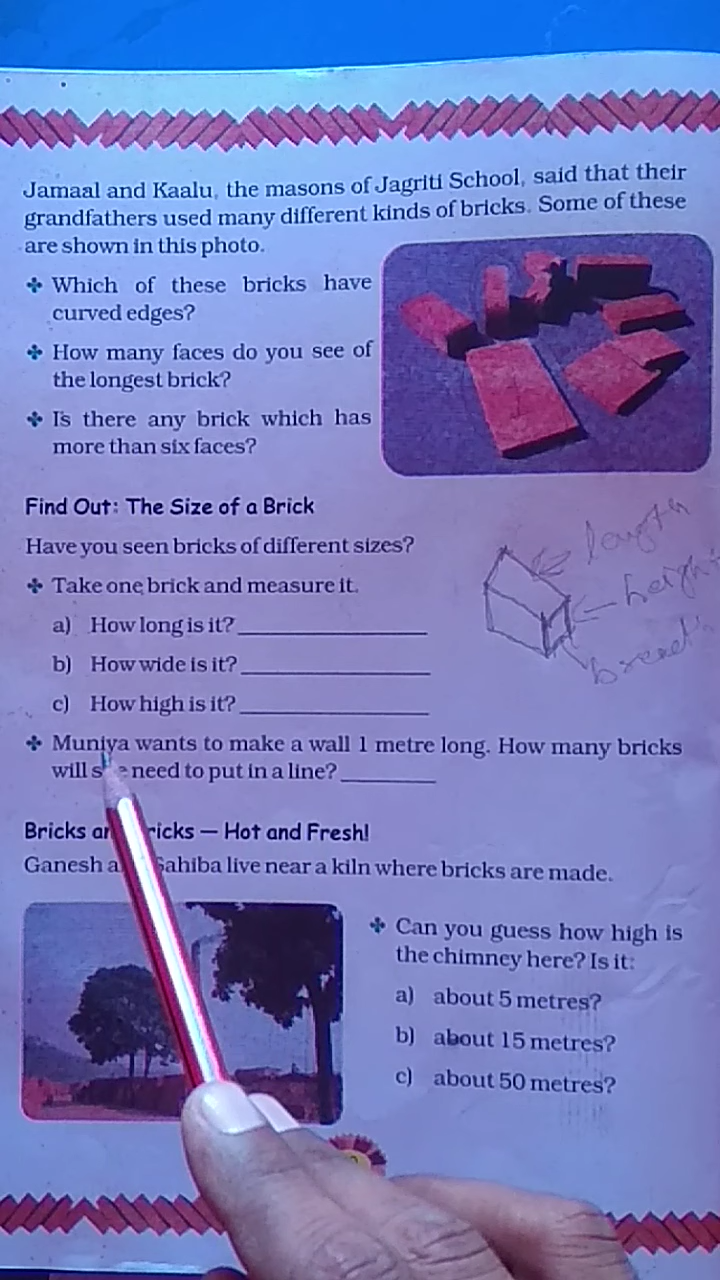 Jamaal and Kaalu, the masons of Jagriti School, said that their
grandfathers used many different kinds of bricks. Some of these
are shown in this photo.
✤ Which of these bricks have
curved edges?
✤ How many faces do you see of
the longest brick?
✤ Is there any brick which has
more than six faces?
Find Out: The Size of a Brick
Have you seen bricks of different sizes?
✤ Take one brick and measure it.
a) How long is it?
b) How wide is it?
c) How high is it?
length
height
✤ Muniya wants to make a wall 1 metre long. How many bricks
will need to put in a line?
Bricks — Hot and Fresh!
Ganesh Sahiba live near a kiln where bricks are made.
✤ Can you guess how high is
the chimney here? Is it:
a) about 5 metres?
b) about 15 metres?
c) about 50 metres?